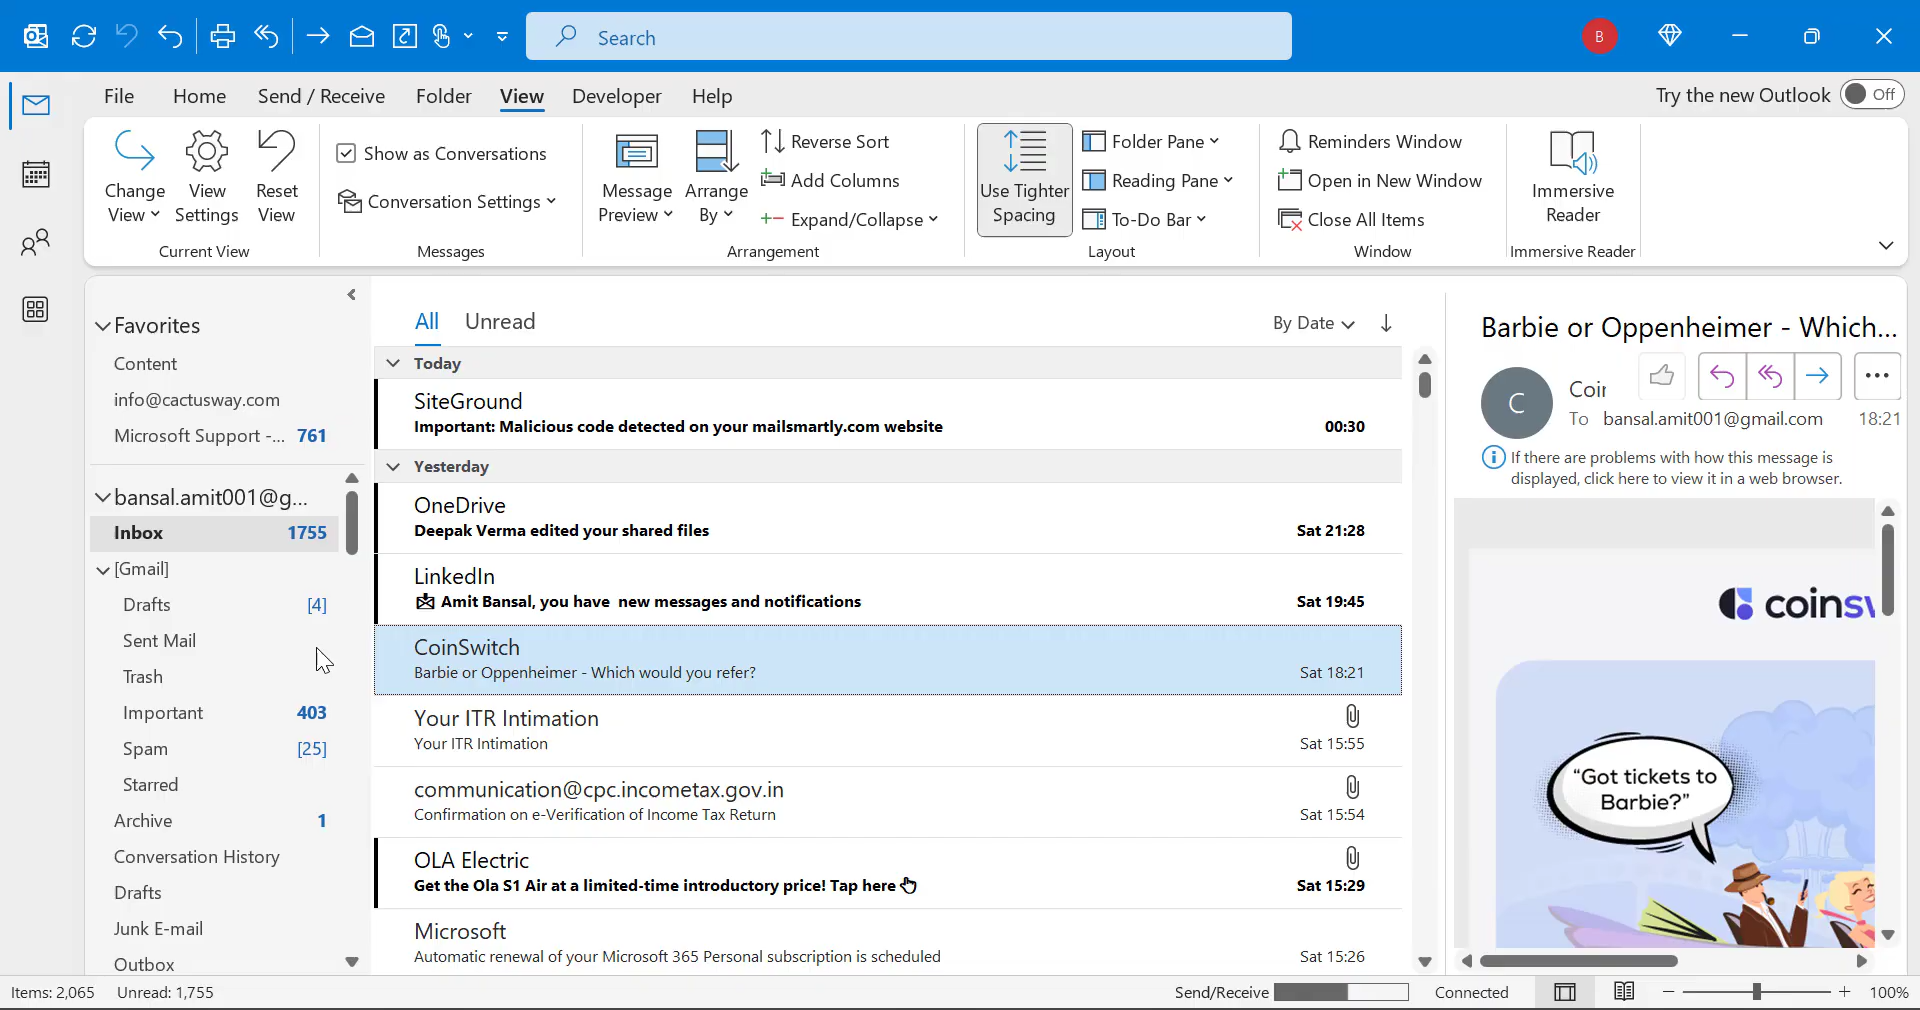 Search
B
File Home Send / Receive Folder View Developer Help
Try the new Outlook Off
Change View
View Settings
Reset View
Current View
Show as Conversations
Conversation Settings
Messages
Message Preview
Arrange By
Reverse Sort
Add Columns
Expand/Collapse
Arrangement
Use Tighter Spacing
Folder Pane
Reading Pane
To-Do Bar
Layout
Reminders Window
Open in New Window
Close All Items
Window
Immersive Reader
Immersive Reader
Favorites
Content
info@cactusway.com
Microsoft Support -... 761
bansal.amit001@g...
Inbox 1755
[Gmail]
Drafts [4]
Sent Mail
Trash
Important 403
Spam [25]
Starred
Archive 1
Conversation History
Drafts
Junk E-mail
Outbox
All Unread By Date
Today
SiteGround
Important: Malicious code detected on your mailsmartly.com website 00:30
Yesterday
OneDrive
Deepak Verma edited your shared files Sat 21:28
LinkedIn
📩 Amit Bansal, you have new messages and notifications Sat 19:45
CoinSwitch
Barbie or Oppenheimer - Which would you refer? Sat 18:21
Your ITR Intimation
Your ITR Intimation Sat 15:55
communication@cpc.incometax.gov.in
Confirmation on e-Verification of Income Tax Return Sat 15:54
OLA Electric
Get the Ola S1 Air at a limited-time introductory price! Tap here👆 Sat 15:29
Microsoft
Automatic renewal of your Microsoft 365 Personal subscription is scheduled Sat 15:26
Barbie or Oppenheimer - Which...
C
Coin
To bansal.amit001@gmail.com 18:21
If there are problems with how this message is
displayed, click here to view it in a web browser.
coinsw
"Got tickets to
Barbie?"
Items: 2,065 Unread: 1,755 Send/Receive Connected 100%